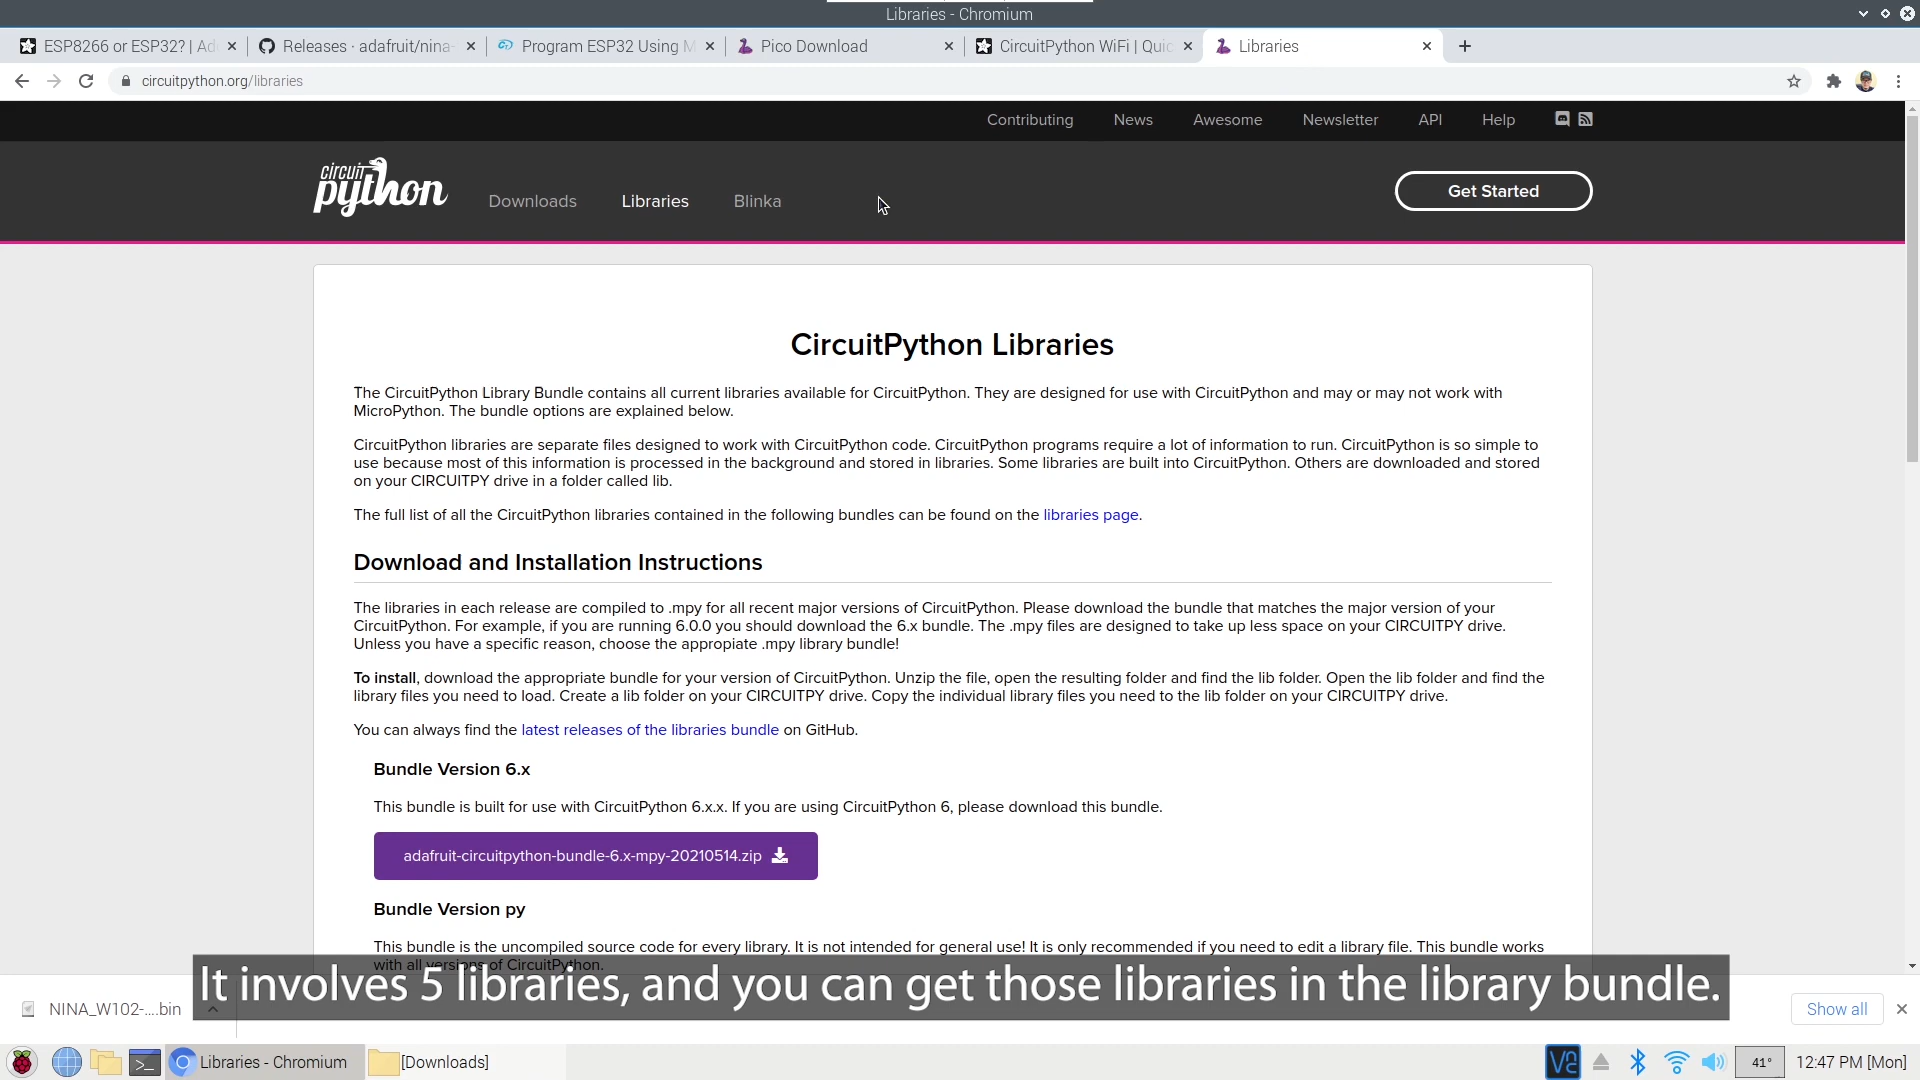 Libraries - Chromium
ESP8266 or ESP32? | Ad
Releases · adafruit/nina-
Program ESP32 Using M
Pico Download
CircuitPython WiFi | Quic
Libraries
circuitpython.org/libraries
Contributing
News
Awesome
Newsletter
API
Help
circuit
python
Downloads
Libraries
Blinka
Get Started
CircuitPython Libraries
The CircuitPython Library Bundle contains all current libraries available for CircuitPython. They are designed for use with CircuitPython and may or may not work with
MicroPython. The bundle options are explained below.
CircuitPython libraries are separate files designed to work with CircuitPython code. CircuitPython programs require a lot of information to run. CircuitPython is so simple to
use because most of this information is processed in the background and stored in libraries. Some libraries are built into CircuitPython. Others are downloaded and stored
on your CIRCUITPY drive in a folder called lib.
The full list of all the CircuitPython libraries contained in the following bundles can be found on the libraries page.
Download and Installation Instructions
The libraries in each release are compiled to .mpy for all recent major versions of CircuitPython. Please download the bundle that matches the major version of your
CircuitPython. For example, if you are running 6.0.0 you should download the 6.x bundle. The .mpy files are designed to take up less space on your CIRCUITPY drive.
Unless you have a specific reason, choose the appropiate .mpy library bundle!
To install, download the appropriate bundle for your version of CircuitPython. Unzip the file, open the resulting folder and find the lib folder. Open the lib folder and find the
library files you need to load. Create a lib folder on your CIRCUITPY drive. Copy the individual library files you need to the lib folder on your CIRCUITPY drive.
You can always find the latest releases of the libraries bundle on GitHub.
Bundle Version 6.x
This bundle is built for use with CircuitPython 6.x.x. If you are using CircuitPython 6, please download this bundle.
adafruit-circuitpython-bundle-6.x-mpy-20210514.zip
Bundle Version py
This bundle is the uncompiled source code for every library. It is not intended for general use! It is only recommended if you need to edit a library file. This bundle works
with all versions of CircuitPython.
It involves 5 libraries, and you can get those libraries in the library bundle.
NINA_W102-....bin
Show all
Libraries - Chromium
[Downloads]
41°
12:47 PM [Mon]